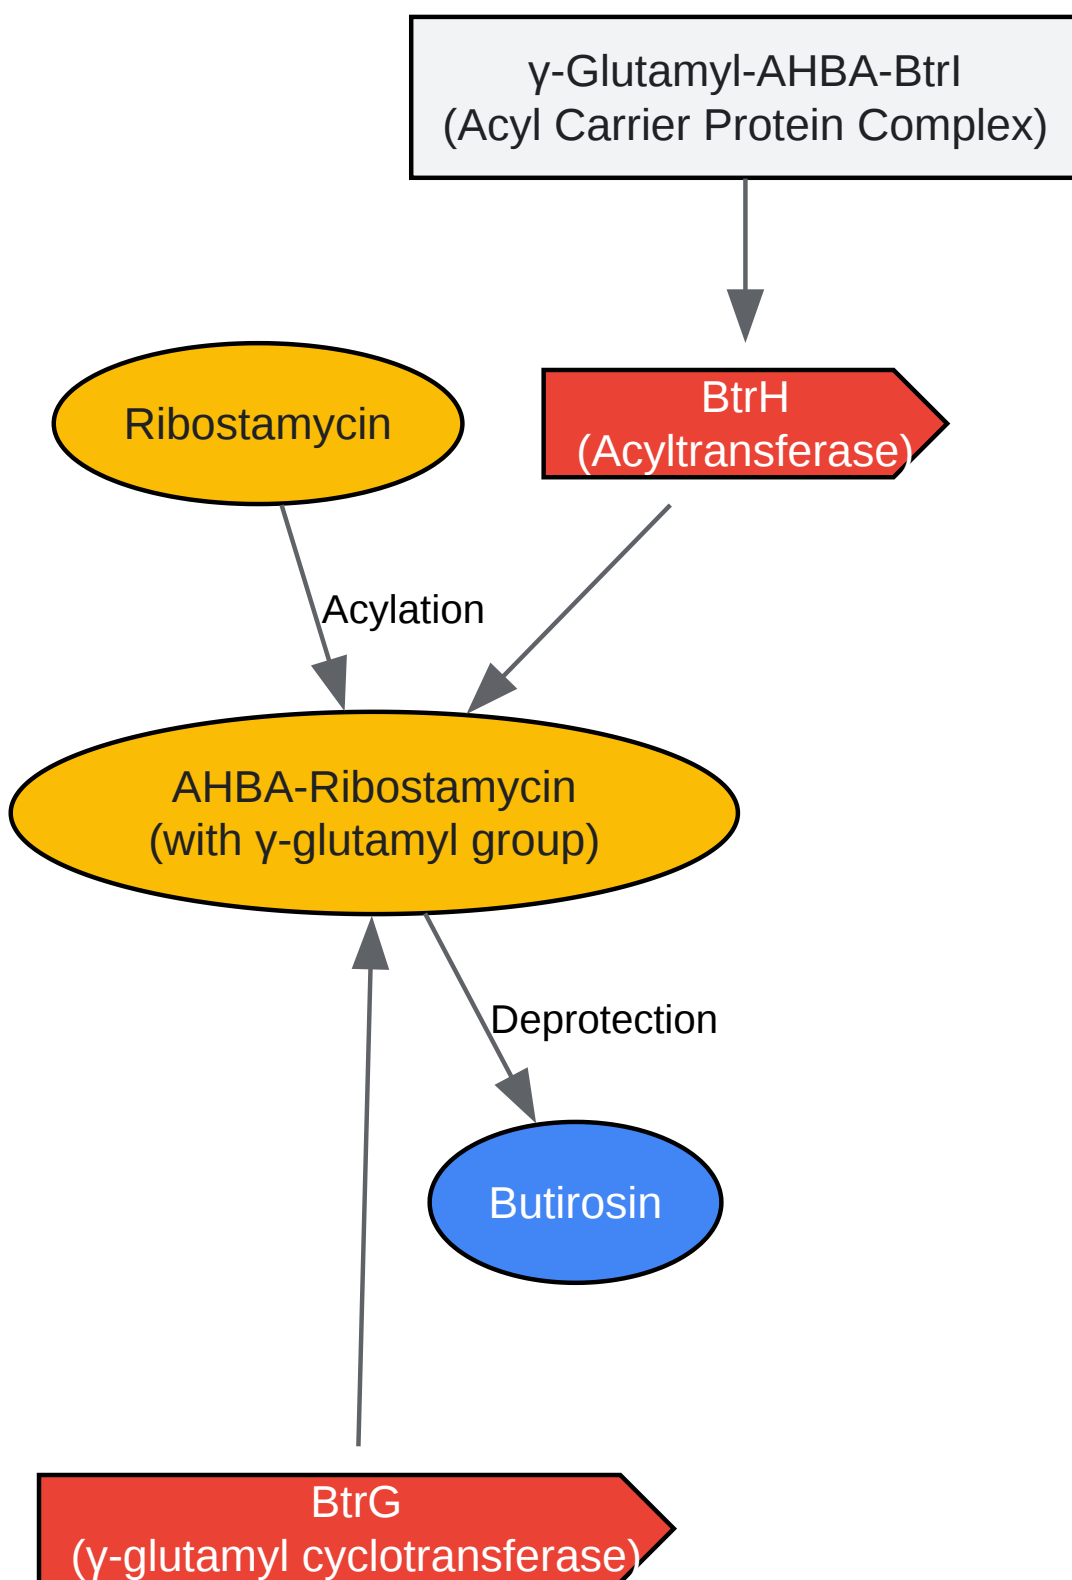 γ-Glutamyl-AHBA-BtrI
(Acyl Carrier Protein Complex)
Ribostamycin
BtrH
(Acyltransferase)
Acylation
AHBA-Ribostamycin
(with γ-glutamyl group)
Deprotection
Butirosin
BtrG
(γ-glutamyl cyclotransferase)